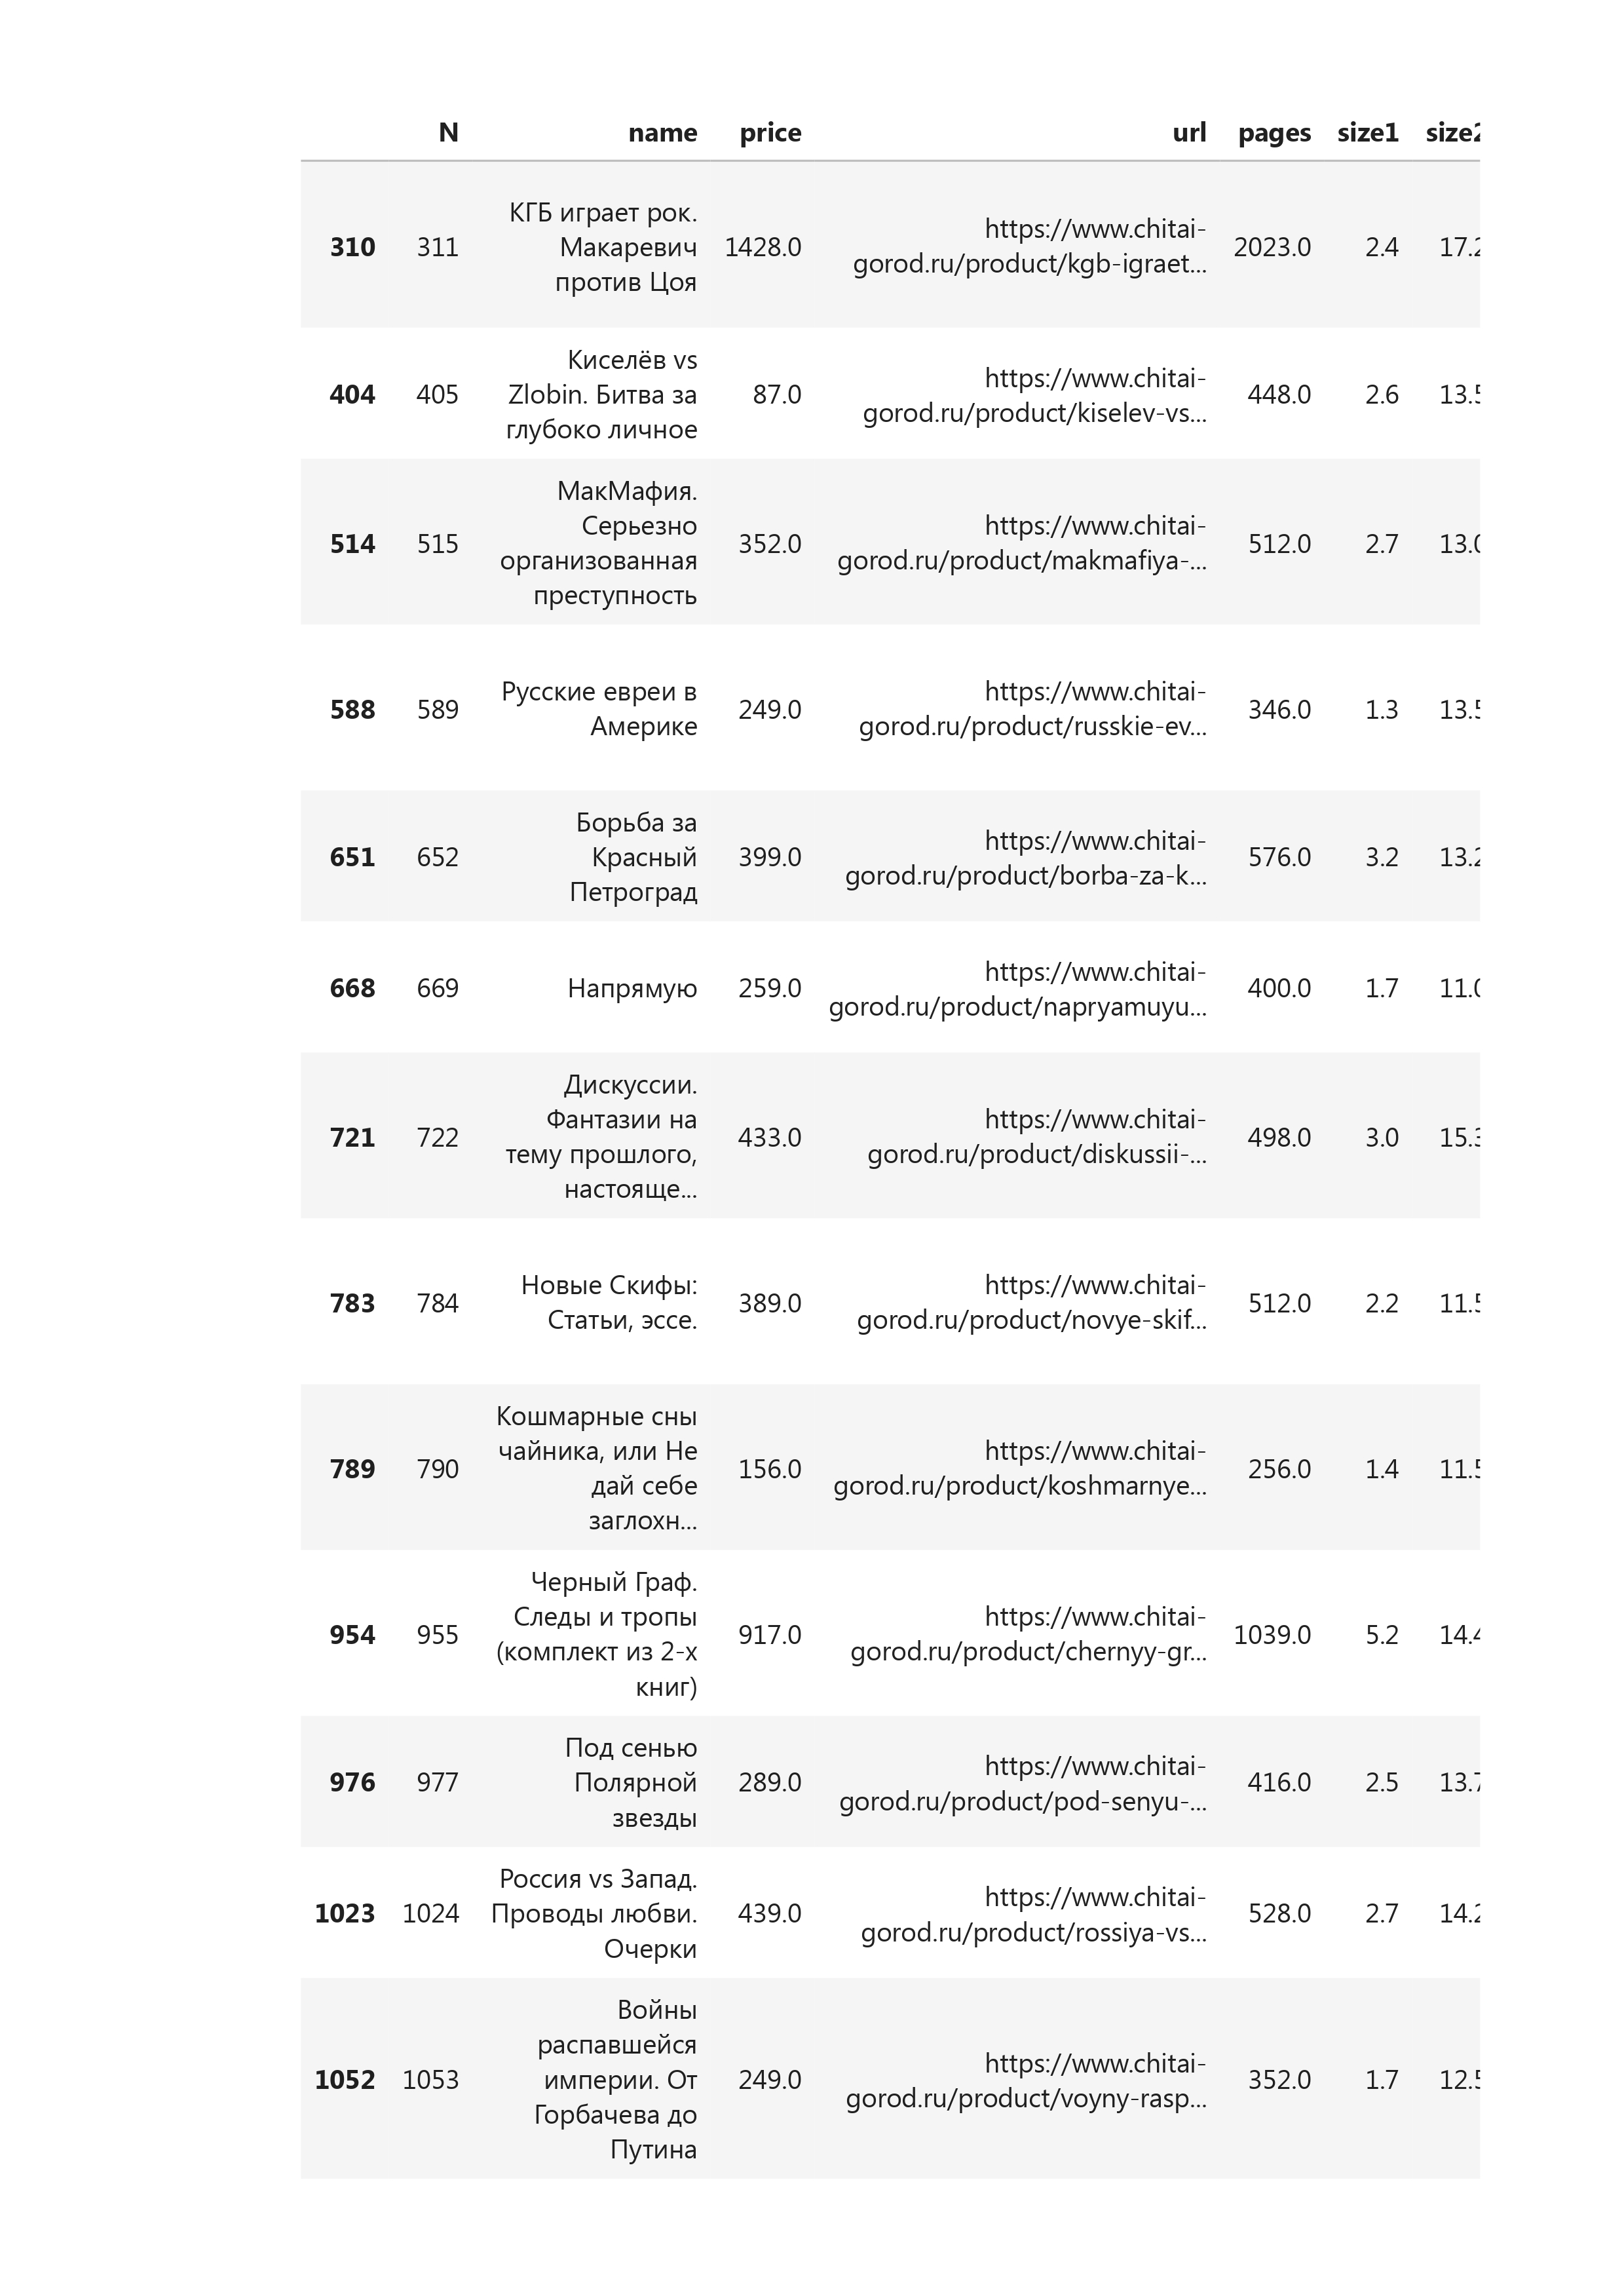 N name price url pages size1 size2
КГБ играет рок.
Макаревич
против Цоя
310 311 1428.0 2023.0 2.4 17.2
https://www.chitai-
gorod.ru/product/kgb-igraet...
Киселёв vs
Zlobin. Битва за
глубоко личное
404 405 87.0 448.0 2.6 13.5
https://www.chitai-
gorod.ru/product/kiselev-vs...
МакМафия.
Серьезно
организованная
преступность
514 515 352.0 512.0 2.7 13.0
https://www.chitai-
gorod.ru/product/makmafiya-...
Русские евреи в
Америке
588 589 249.0 346.0 1.3 13.5
https://www.chitai-
gorod.ru/product/russkie-ev...
Борьба за
Красный
Петроград
651 652 399.0 576.0 3.2 13.2
https://www.chitai-
gorod.ru/product/borba-za-k...
668 669 Напрямую 259.0 400.0 1.7 11.0
https://www.chitai-
gorod.ru/product/napryamuyu...
Дискуссии.
Фантазии на
тему прошлого,
настояще...
721 722 433.0 498.0 3.0 15.3
https://www.chitai-
gorod.ru/product/diskussii-...
Новые Скифы:
Статьи, эссе.
783 784 389.0 512.0 2.2 11.5
https://www.chitai-
gorod.ru/product/novye-skif...
Кошмарные сны
чайника, или Не
дай себе
заглохн...
789 790 156.0 256.0 1.4 11.5
https://www.chitai-
gorod.ru/product/koshmarnye...
Черный Граф.
Следы и тропы
(комплект из 2-х
книг)
954 955 917.0 1039.0 5.2 14.4
https://www.chitai-
gorod.ru/product/chernyy-gr...
Под сенью
Полярной
звезды
976 977 289.0 416.0 2.5 13.7
https://www.chitai-
gorod.ru/product/pod-senyu-...
Россия vs Запад.
Проводы любви.
Очерки
1023 1024 439.0 528.0 2.7 14.2
https://www.chitai-
gorod.ru/product/rossiya-vs...
Войны
распавшейся
империи. От
Горбачева до
Путина
1052 1053 249.0 352.0 1.7 12.5
https://www.chitai-
gorod.ru/product/voyny-rasp...